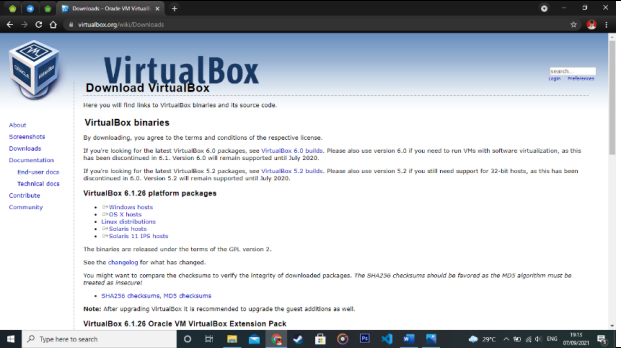 Downloads – Oracle VM VirtualB
virtualbox.org/wiki/Downloads
VirtualBox
search...
Login Preferences
Download VirtualBox
Here you will find links to VirtualBox binaries and its source code.
About
Screenshots
Downloads
Documentation
End-user docs
Technical docs
Contribute
Community
VirtualBox binaries
By downloading, you agree to the terms and conditions of the respective license.
If you're looking for the latest VirtualBox 6.0 packages, see VirtualBox 6.0 builds. Please also use version 6.0 if you need to run VMs with software virtualization, as this
has been discontinued in 6.1. Version 6.0 will remain supported until July 2020.
If you're looking for the latest VirtualBox 5.2 packages, see VirtualBox 5.2 builds. Please also use version 5.2 if you still need support for 32-bit hosts, as this has been
discontinued in 6.0. Version 5.2 will remain supported until July 2020.
VirtualBox 6.1.26 platform packages
Windows hosts
OS X hosts
Linux distributions
Solaris hosts
Solaris 11 IPS hosts
The binaries are released under the terms of the GPL version 2.
See the changelog for what has changed.
You might want to compare the checksums to verify the integrity of downloaded packages. The SHA256 checksums should be favored as the MD5 algorithm must be
treated as insecure!
SHA256 checksums, MD5 checksums
Note: After upgrading VirtualBox it is recommended to upgrade the guest additions as well.
VirtualBox 6.1.26 Oracle VM VirtualBox Extension Pack
Type here to search
29°C
ENG
19:13
07/09/2021